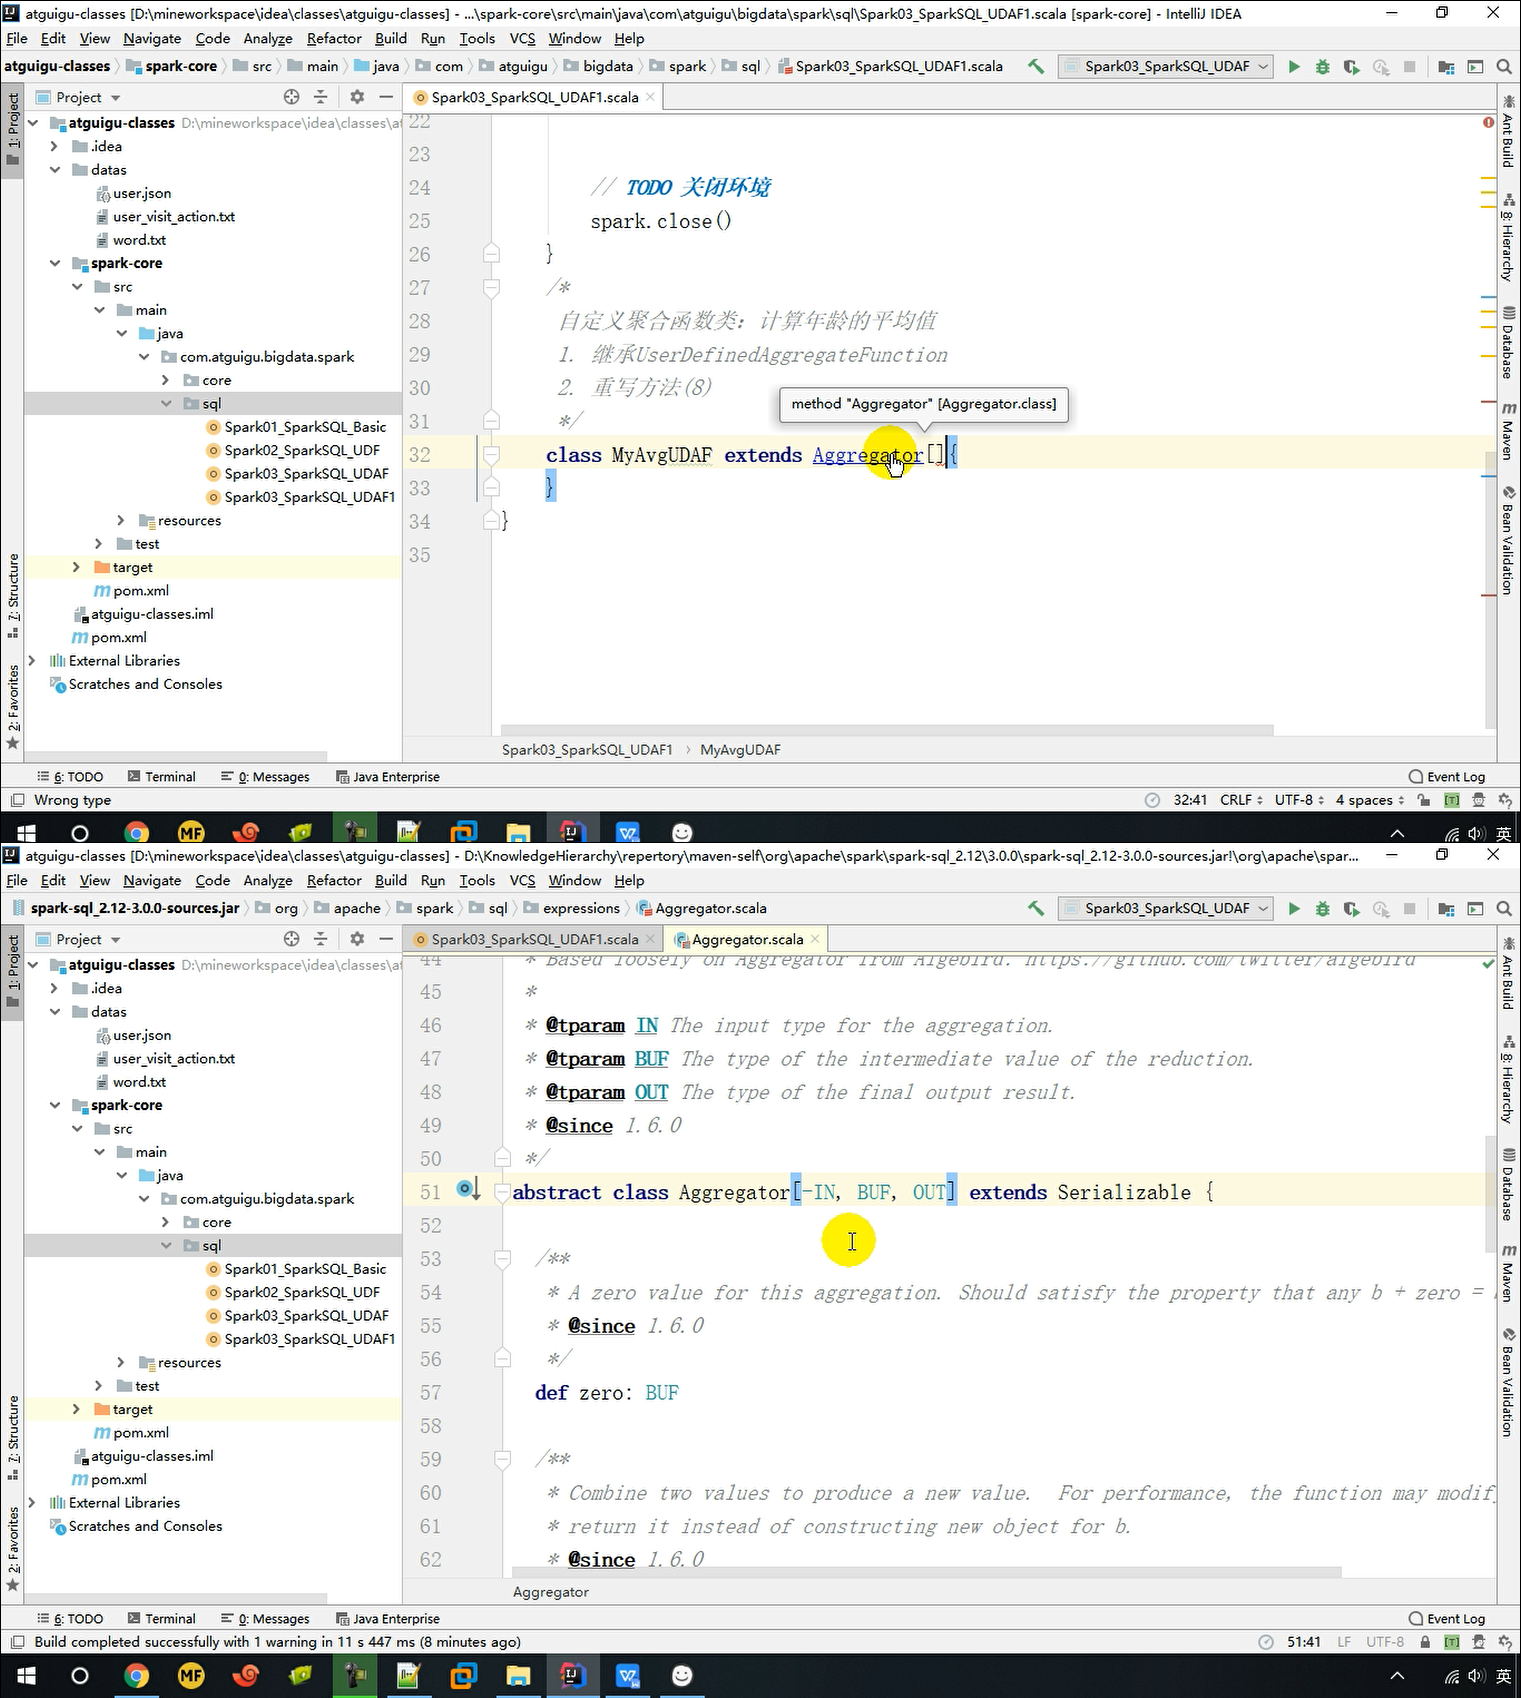 atguigu-classes [D:\mineworkspace\idea\classes\atguigu-classes] - ...\spark-core\src\main\java\com\atguigu\bigdata\spark\sql\Spark03_SparkSQL_UDAF1.scala [spark-core] - IntelliJ IDEA
File Edit View Navigate Code Analyze Refactor Build Run Tools VCS Window Help
atguigu-classes spark-core src main java com atguigu bigdata spark sql Spark03_SparkSQL_UDAF1.scala Spark03_SparkSQL_UDAF
Project
Spark03_SparkSQL_UDAF1.scala
1: Project
7: Structure
2: Favorites
atguigu-classes D:\mineworkspace\idea\classes\at
.idea
datas
user.json
user_visit_action.txt
word.txt
spark-core
src
main
java
com.atguigu.bigdata.spark
core
sql
Spark01_SparkSQL_Basic
Spark02_SparkSQL_UDF
Spark03_SparkSQL_UDAF
Spark03_SparkSQL_UDAF1
resources
test
target
pom.xml
atguigu-classes.iml
pom.xml
External Libraries
Scratches and Consoles
22
23
24 // TODO 关闭环境
25 spark.close()
26 }
27 /*
28 自定义聚合函数类：计算年龄的平均值
29 1. 继承UserDefinedAggregateFunction
30 2. 重写方法(8)
method "Aggregator" [Aggregator.class]
31 */
32 class MyAvgUDAF extends Aggregator[]{
33 }
34 }
35
Spark03_SparkSQL_UDAF1 › MyAvgUDAF
Ant Build
8: Hierarchy
Database
Maven
Bean Validation
6: TODO Terminal 0: Messages Java Enterprise Event Log
Wrong type 32:41 CRLF UTF-8 4 spaces
MF 英
atguigu-classes [D:\mineworkspace\idea\classes\atguigu-classes] - D:\KnowledgeHierarchy\repertory\maven-self\org\apache\spark\spark-sql_2.12\3.0.0\spark-sql_2.12-3.0.0-sources.jar!\org\apache\spar...
File Edit View Navigate Code Analyze Refactor Build Run Tools VCS Window Help
spark-sql_2.12-3.0.0-sources.jar org apache spark sql expressions Aggregator.scala Spark03_SparkSQL_UDAF
Project
Spark03_SparkSQL_UDAF1.scala Aggregator.scala
1: Project
7: Structure
2: Favorites
atguigu-classes D:\mineworkspace\idea\classes\at
.idea
datas
user.json
user_visit_action.txt
word.txt
spark-core
src
main
java
com.atguigu.bigdata.spark
core
sql
Spark01_SparkSQL_Basic
Spark02_SparkSQL_UDF
Spark03_SparkSQL_UDAF
Spark03_SparkSQL_UDAF1
resources
test
target
pom.xml
atguigu-classes.iml
pom.xml
External Libraries
Scratches and Consoles
44 * Based loosely on Aggregator from Algebird: https://github.com/twitter/algebird
45 *
46 * @tparam IN The input type for the aggregation.
47 * @tparam BUF The type of the intermediate value of the reduction.
48 * @tparam OUT The type of the final output result.
49 * @since 1.6.0
50 */
51 abstract class Aggregator[-IN, BUF, OUT] extends Serializable {
52
53 /**
54 * A zero value for this aggregation. Should satisfy the property that any b + zero =
55 * @since 1.6.0
56 */
57 def zero: BUF
58
59 /**
60 * Combine two values to produce a new value.  For performance, the function may modif
61 * return it instead of constructing new object for b.
62 * @since 1.6.0
Aggregator
Ant Build
8: Hierarchy
Database
Maven
Bean Validation
6: TODO Terminal 0: Messages Java Enterprise Event Log
Build completed successfully with 1 warning in 11 s 447 ms (8 minutes ago) 51:41 LF UTF-8
MF 英